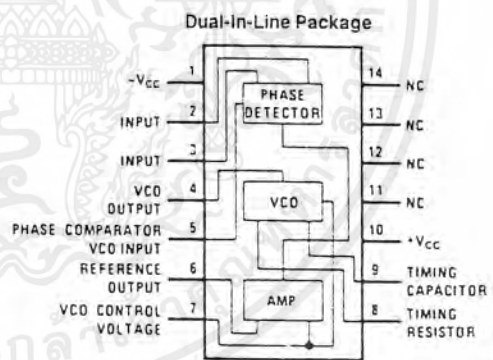 Dual-In-Line Package
-VCC
1
INPUT
2
INPUT
3
VCO
OUTPUT
4
PHASE COMPARATOR
VCO INPUT
5
REFERENCE
OUTPUT
6
VCO CONTROL
VOLTAGE
7
PHASE
DETECTOR
VCO
AMP
14
NC
13
NC
12
NC
11
NC
10
+VCC
9
TIMING
CAPACITOR
8
TIMING
RESISTOR